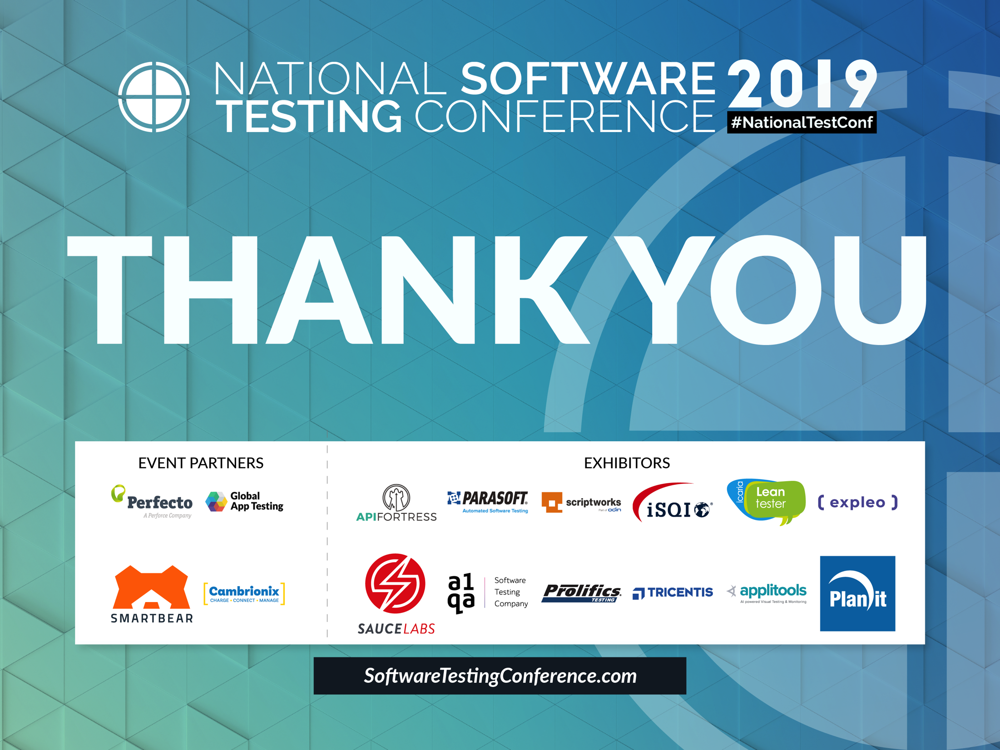 NATIONAL SOFTWARE
TESTING CONFERENCE
2019
#NationalTestConf
THANK YOU
EVENT PARTNERS
Perfecto
A Perforce Company
Global
App Testing
SMARTBEAR
Cambrionix
CHARGE • CONNECT • MANAGE
EXHIBITORS
APIFORTRESS
PARASOFT®
Automated Software Testing
scriptworks
Part of odin
iSQI®
icaria
Lean
tester
( expleo )
SAUCELABS
a1
qa
Software
Testing
Company
Prolifics®
TESTING
TRICENTIS
applitools
AI powered Visual Testing & Monitoring
Planit
SoftwareTestingConference.com